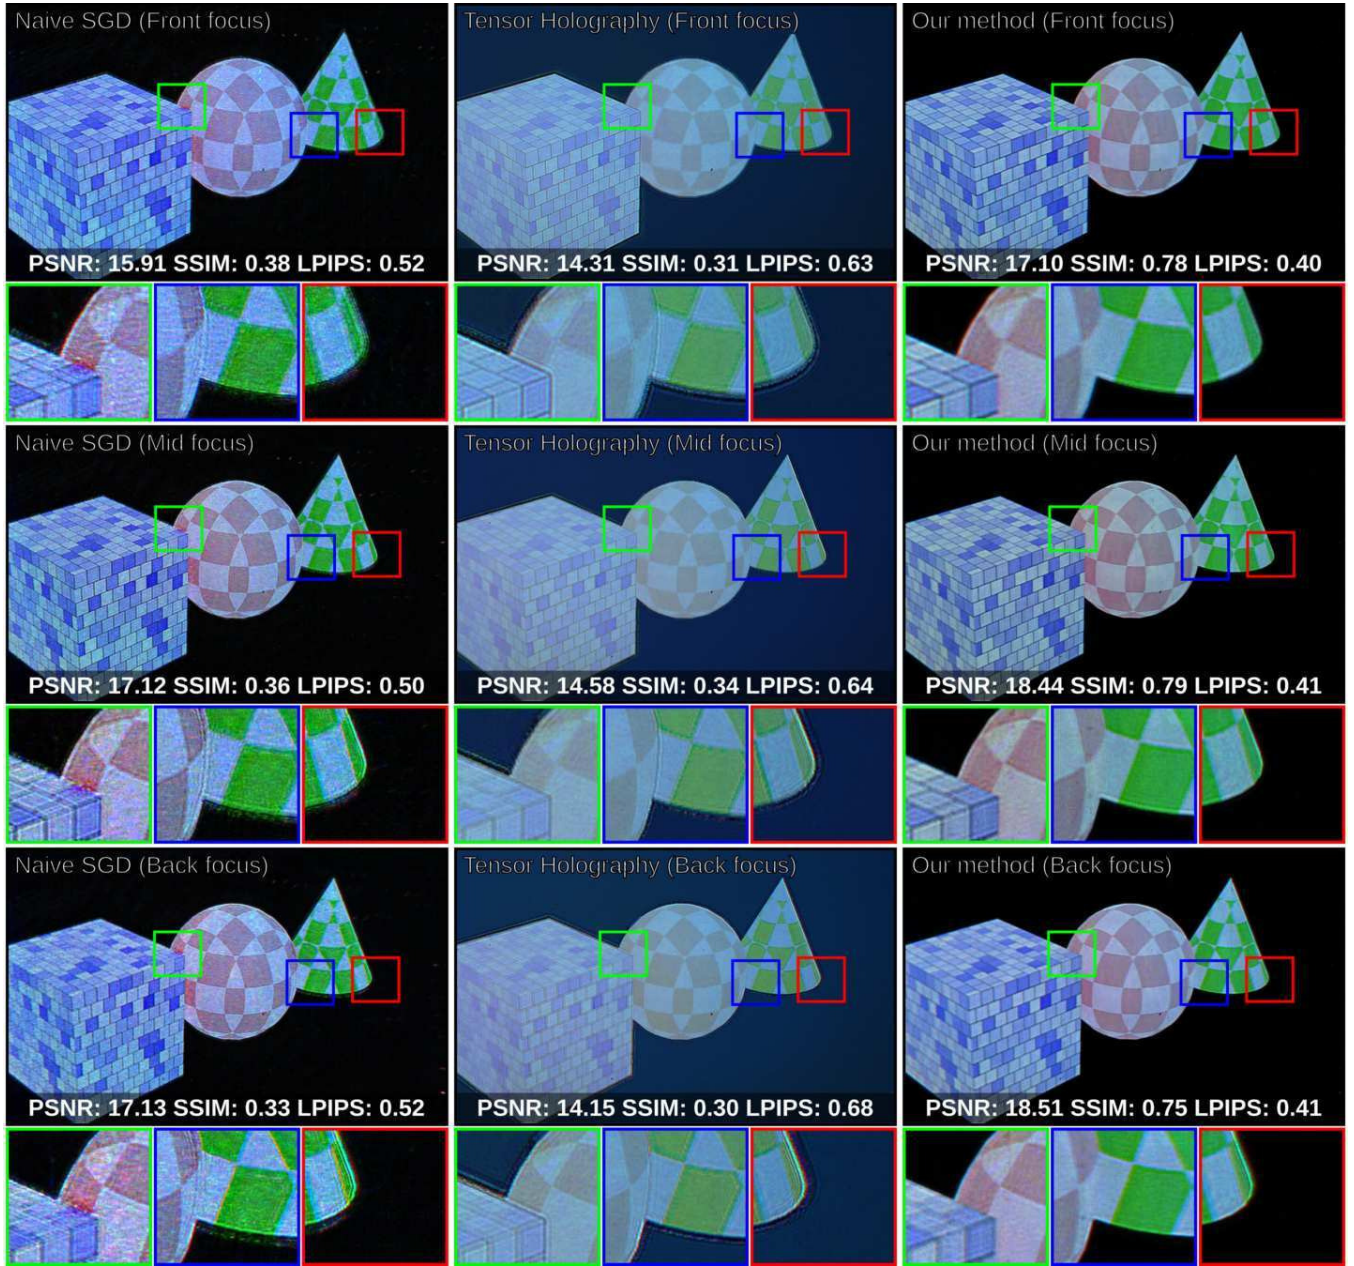 Naive SGD (Front focus)
Tensor Holography (Front focus)
Our method (Front focus)
PSNR: 15.91 SSIM: 0.38 LPIPS: 0.52
PSNR: 14.31 SSIM: 0.31 LPIPS: 0.63
PSNR: 17.10 SSIM: 0.78 LPIPS: 0.40
Naive SGD (Mid focus)
Tensor Holography (Mid focus)
Our method (Mid focus)
PSNR: 17.12 SSIM: 0.36 LPIPS: 0.50
PSNR: 14.58 SSIM: 0.34 LPIPS: 0.64
PSNR: 18.44 SSIM: 0.79 LPIPS: 0.41
Naive SGD (Back focus)
Tensor Holography (Back focus)
Our method (Back focus)
PSNR: 17.13 SSIM: 0.33 LPIPS: 0.52
PSNR: 14.15 SSIM: 0.30 LPIPS: 0.68
PSNR: 18.51 SSIM: 0.75 LPIPS: 0.41